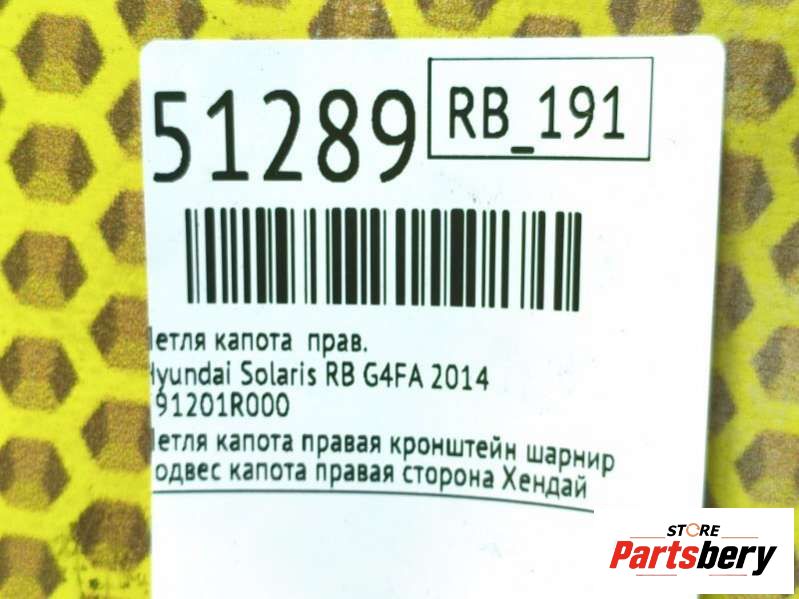 51289
RB_191
етля капота прав.
yundai Solaris RB G4FA 2014
91201R000
етля капота правая кронштейн шарнир
одвес капота правая сторона Хендай
STORE
Partsbery